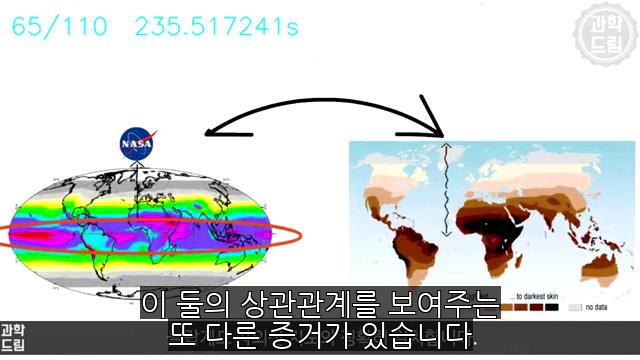 65/110 235.517241s
과학
드림
NASA
이 둘의 상관관계를 보여주는
또 다른 증거가 있습니다.
... to darkest skin
no data
과학
드림